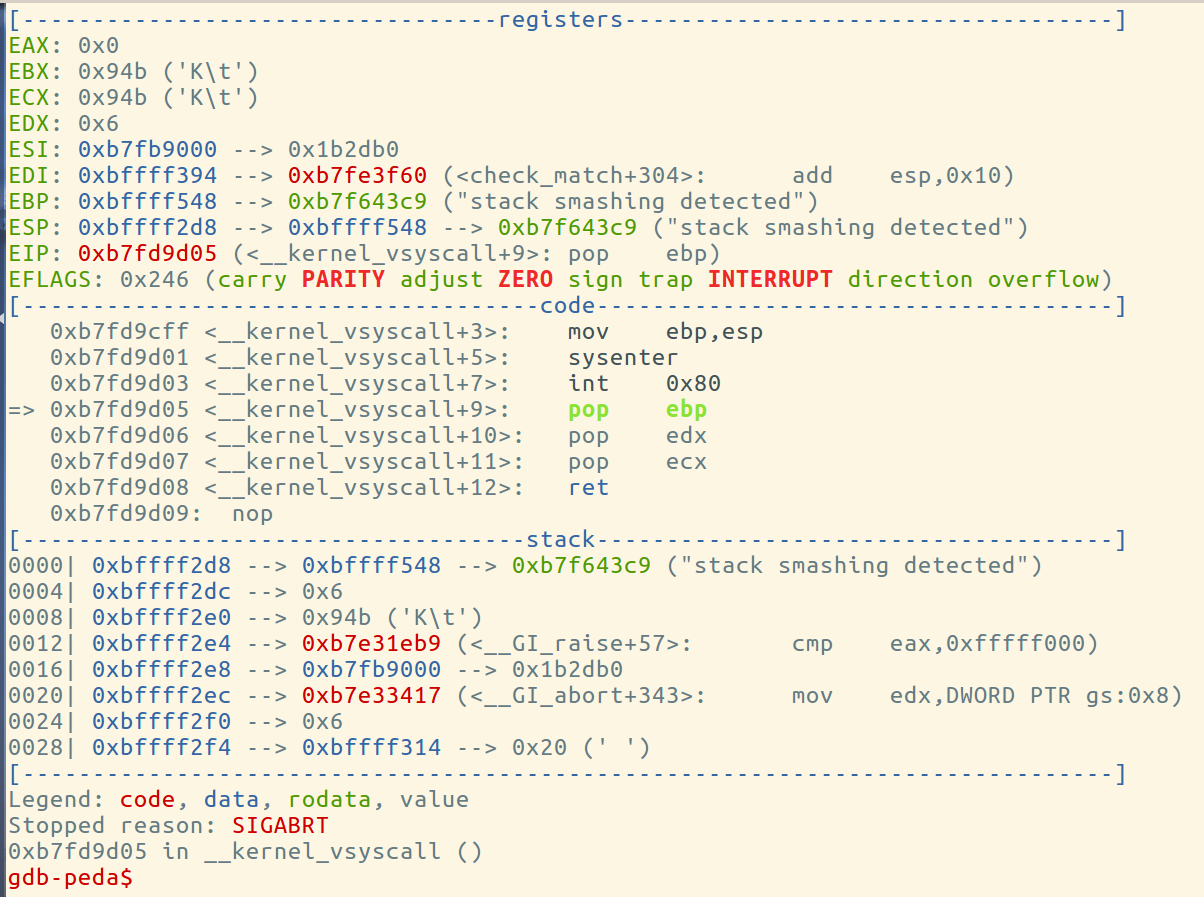 [----------------------------------registers-----------------------------------]
EAX: 0x0
EBX: 0x94b ('K\t')
ECX: 0x94b ('K\t')
EDX: 0x6
ESI: 0xb7fb9000 --> 0x1b2db0
EDI: 0xbffff394 --> 0xb7fe3f60 (<check_match+304>:      add    esp,0x10)
EBP: 0xbffff548 --> 0xb7f643c9 ("stack smashing detected")
ESP: 0xbffff2d8 --> 0xbffff548 --> 0xb7f643c9 ("stack smashing detected")
EIP: 0xb7fd9d05 (<__kernel_vsyscall+9>: pop    ebp)
EFLAGS: 0x246 (carry PARITY adjust ZERO sign trap INTERRUPT direction overflow)
[-------------------------------------code-------------------------------------]
   0xb7fd9cff <__kernel_vsyscall+3>:    mov    ebp,esp
   0xb7fd9d01 <__kernel_vsyscall+5>:    sysenter
   0xb7fd9d03 <__kernel_vsyscall+7>:    int    0x80
=> 0xb7fd9d05 <__kernel_vsyscall+9>:    pop    ebp
   0xb7fd9d06 <__kernel_vsyscall+10>:   pop    edx
   0xb7fd9d07 <__kernel_vsyscall+11>:   pop    ecx
   0xb7fd9d08 <__kernel_vsyscall+12>:   ret
   0xb7fd9d09:  nop
[------------------------------------stack-------------------------------------]
0000| 0xbffff2d8 --> 0xbffff548 --> 0xb7f643c9 ("stack smashing detected")
0004| 0xbffff2dc --> 0x6
0008| 0xbffff2e0 --> 0x94b ('K\t')
0012| 0xbffff2e4 --> 0xb7e31eb9 (<__GI_raise+57>:       cmp    eax,0xfffff000)
0016| 0xbffff2e8 --> 0xb7fb9000 --> 0x1b2db0
0020| 0xbffff2ec --> 0xb7e33417 (<__GI_abort+343>:      mov    edx,DWORD PTR gs:0x8)
0024| 0xbffff2f0 --> 0x6
0028| 0xbffff2f4 --> 0xbffff314 --> 0x20 (' ')
[------------------------------------------------------------------------------]
Legend: code, data, rodata, value
Stopped reason: SIGABRT
0xb7fd9d05 in __kernel_vsyscall ()
gdb-peda$